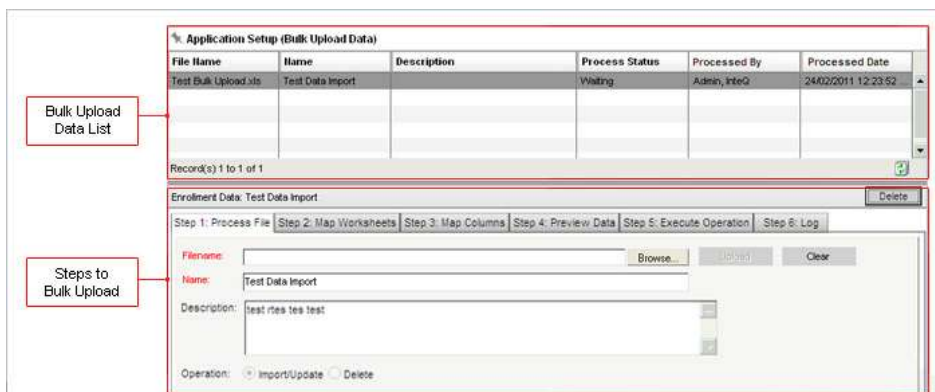 Application Setup (Bulk Upload Data)
File Name Name Description Process Status Processed By Processed Date
Test Bulk Upload.xls Test Data Import Waiting Admin, InteQ 24/02/2011 12:23:52 ...
Bulk Upload
Data List
Record(s) 1 to 1 of 1
Enrollment Data: Test Data Import Delete
Step 1: Process File Step 2: Map Worksheets Step 3: Map Columns Step 4: Preview Data Step 5: Execute Operation Step 6: Log
Filename: Browse... Upload Clear
Steps to
Bulk Upload
Name: Test Data Import
Description: test rtes tes test
Operation: Import/Update Delete